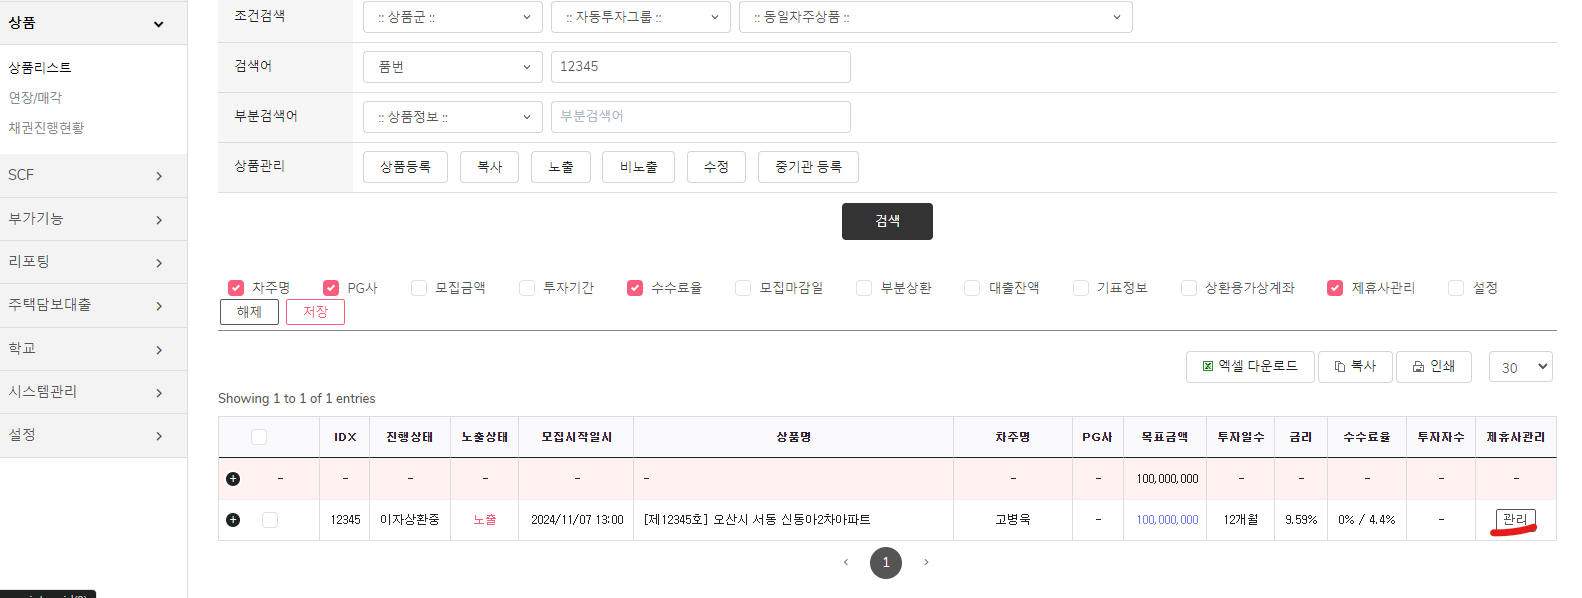 상품
상품리스트
연장/매각
채권진행현황
SCF
부가기능
리포팅
주택담보대출
학교
시스템관리
설정
조건검색 :: 상품군 :: :: 자동투자그룹 :: :: 동일차주상품 ::
검색어 품번 12345
부분검색어 :: 상품정보 :: 부분검색어
상품관리 상품등록 복사 노출 비노출 수정 중기관 등록
검색
차주명 PG사 모집금액 투자기간 수수료율 모집마감일 부분상환 대출잔액 기표정보 상환용가상계좌 제휴사관리 설정
해제 저장
엑셀 다운로드 복사 인쇄 30
Showing 1 to 1 of 1 entries
IDX 진행상태 노출상태 모집시작일시 상품명 차주명 PG사 목표금액 투자일수 금리 수수료율 투자자수 제휴사관리
- - - - - - - - 100,000,000 - - - - -
12345 이자상환중 노출 2024/11/07 13:00 [제12345호] 오산시 서동 신동아2차아파트 고병욱 - 100,000,000 12개월 9.59% 0% / 4.4% - 관리
‹ 1 ›